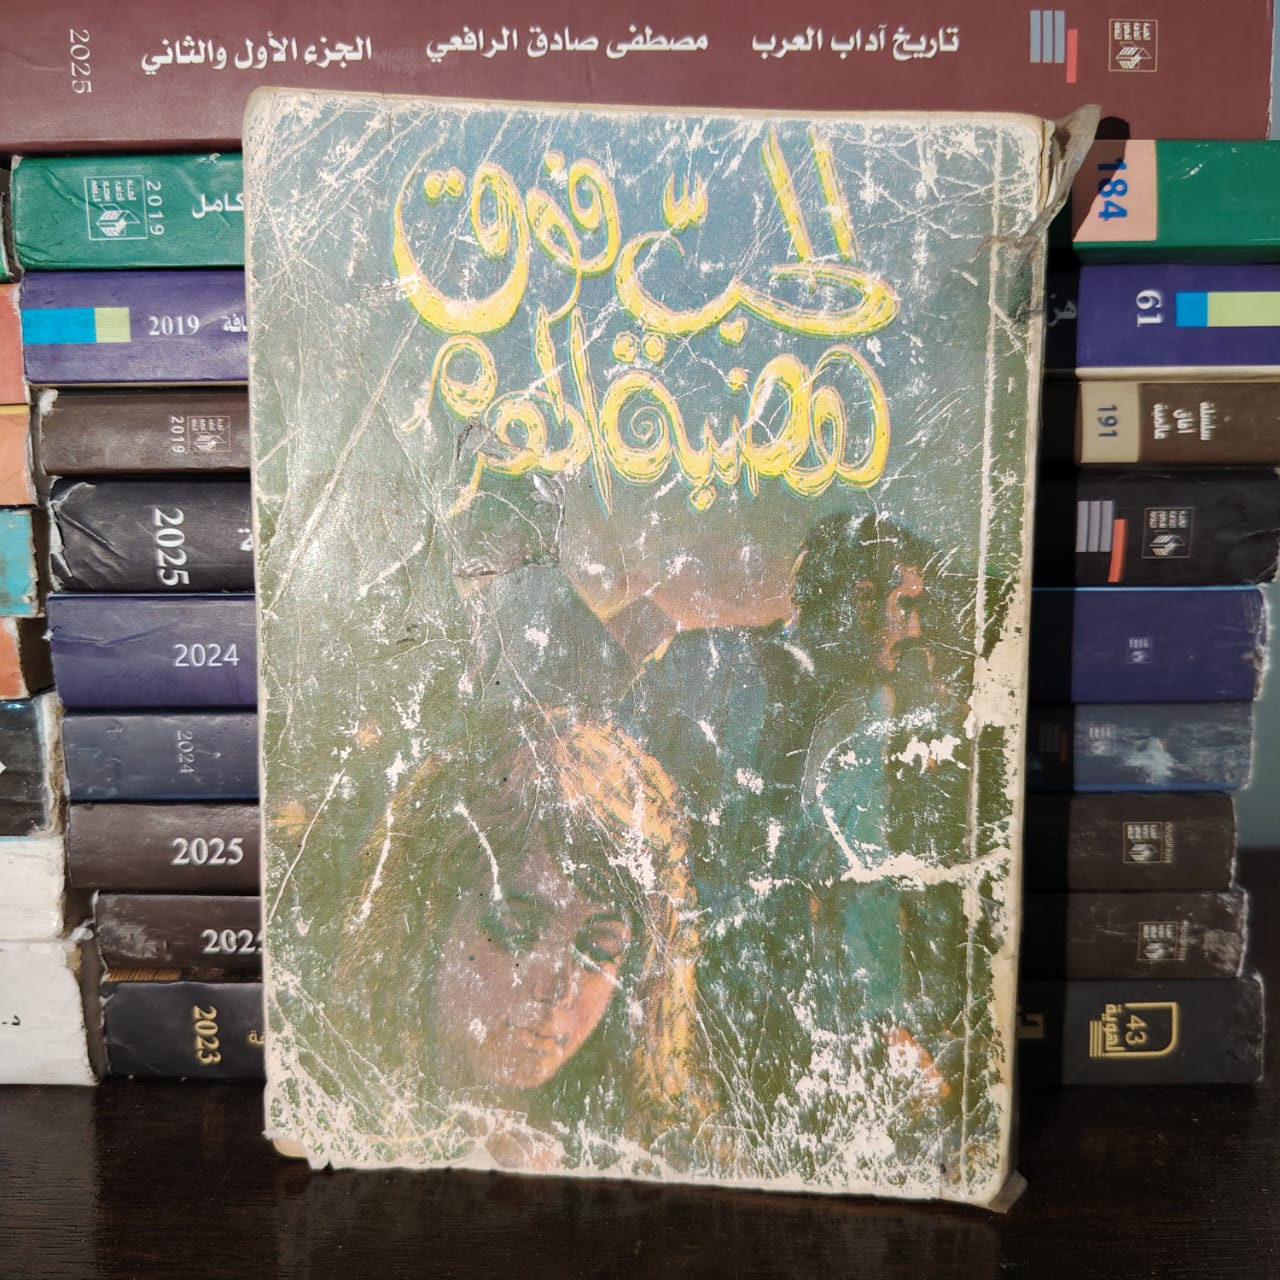 تاريخ آداب العرب مصطفى صادق الرافعي الجزء الأول والثاني 2025
الحبّ فوق
هضبة الهرم
184
كامل 2019
61
2019
191
سلسلة
آفاق
عالمية
2019
2025
2024
2024
2025
2023
43